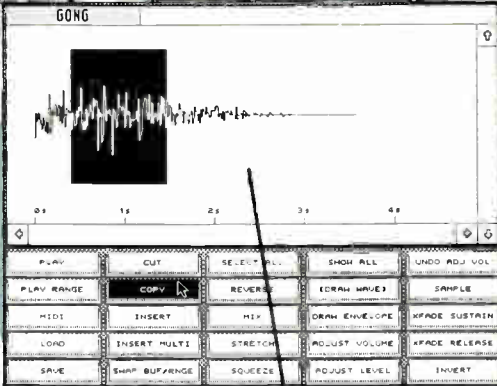 GONG
0s 1s 2s 3s 4s
PLAY CUT SELECT ALL SHOW ALL UNDO ADJ VOL
PLAY RANGE COPY REVERSE [DRAW WAVE] SAMPLE
MIDI INSERT MIX DRAW ENVELOPE XFADE SUSTAIN
LOAD INSERT MULTI STRETCH ADJUST VOLUME XFADE RELEASE
SAVE SWAP BUF/RNGE SQUEEZE ADJUST LEVEL INVERT